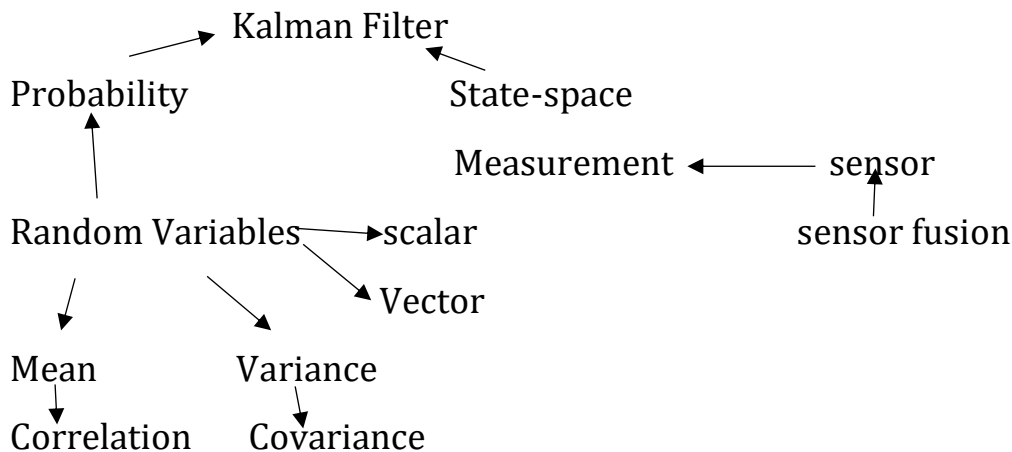 Kalman Filter
Probability State-space
Measurement sensor
Random Variables scalar sensor fusion
Vector
Mean Variance
Correlation Covariance